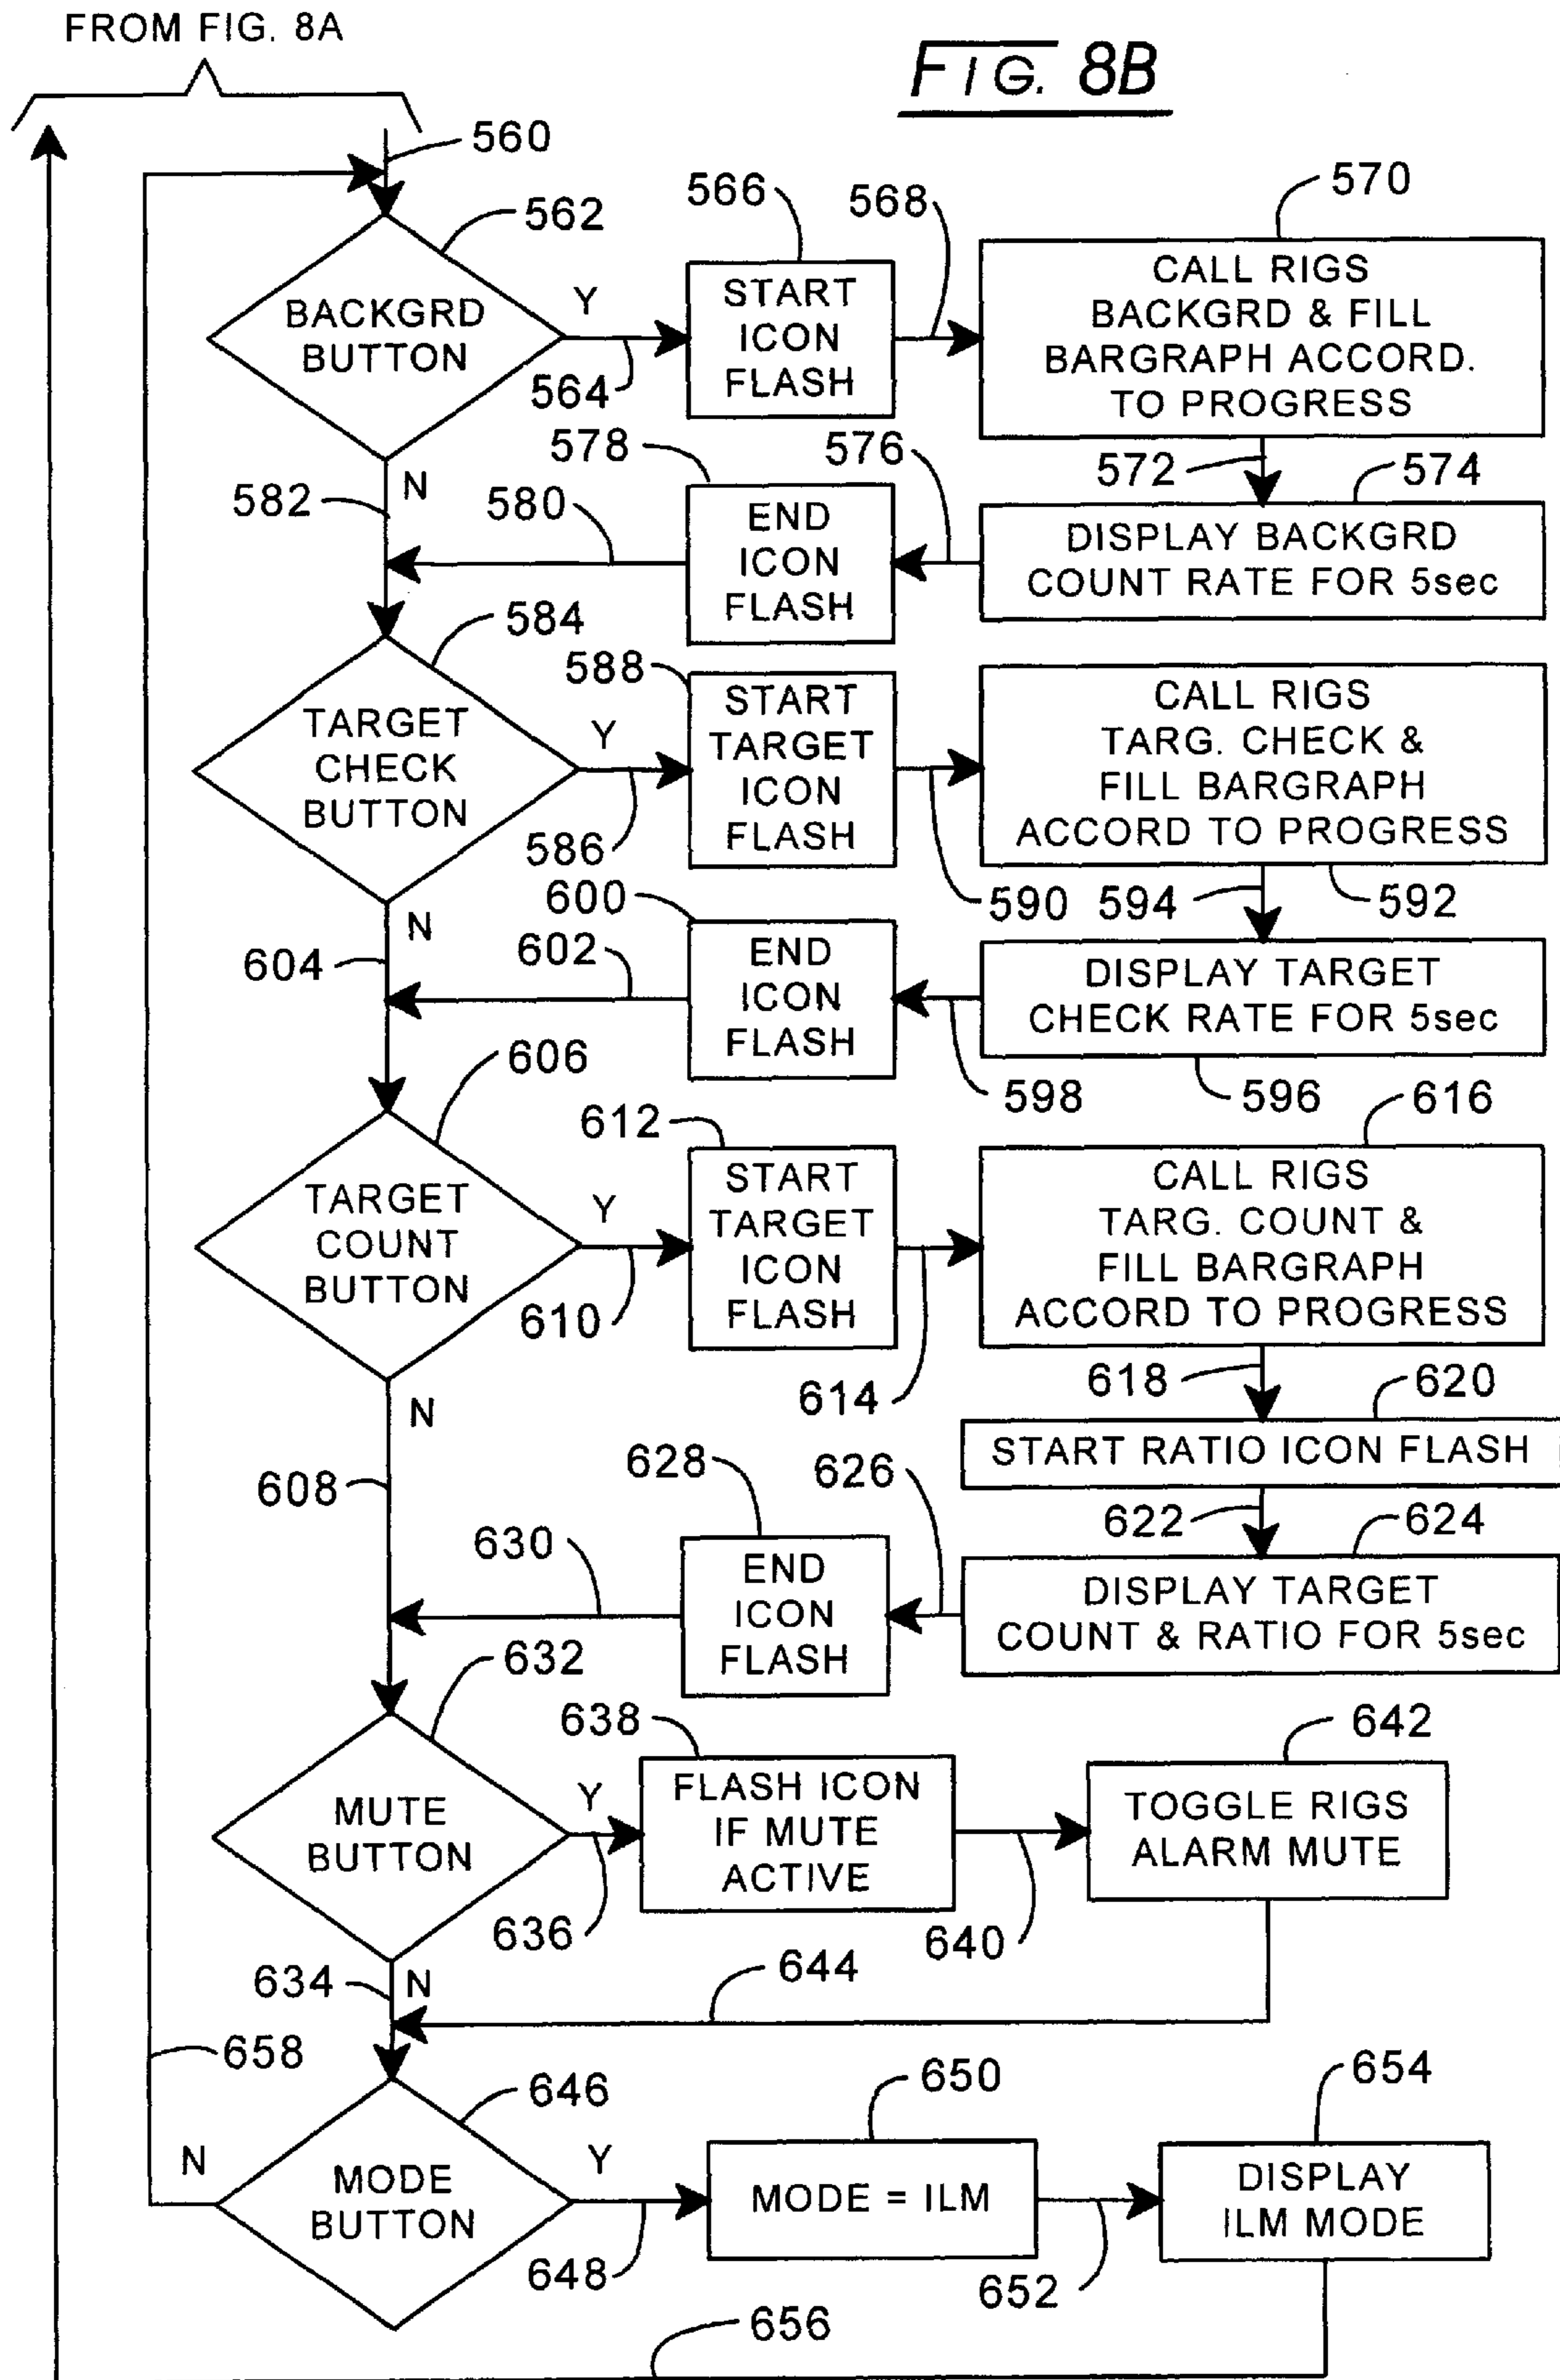 FROM FIG. 8A
FIG. 8B
560
562
566
568
570
BACKGRD
BUTTON
Y
564
START
ICON
FLASH
CALL RIGS
BACKGRD & FILL
BARGRAPH ACCORD.
TO PROGRESS
582
N
580
578
576
572
574
END
ICON
FLASH
DISPLAY BACKGRD
COUNT RATE FOR 5sec
584
588
TARGET
CHECK
BUTTON
Y
586
START
TARGET
ICON
FLASH
CALL RIGS
TARG. CHECK &
FILL BARGRAPH
ACCORD TO PROGRESS
590
594
592
604
N
602
600
END
ICON
FLASH
DISPLAY TARGET
CHECK RATE FOR 5sec
598
596
606
612
616
TARGET
COUNT
BUTTON
Y
610
START
TARGET
ICON
FLASH
614
CALL RIGS
TARG. COUNT &
FILL BARGRAPH
ACCORD TO PROGRESS
618
620
START RATIO ICON FLASH
N
608
630
628
626
622
624
END
ICON
FLASH
DISPLAY TARGET
COUNT & RATIO FOR 5sec
632
638
642
MUTE
BUTTON
Y
636
FLASH ICON
IF MUTE
ACTIVE
640
TOGGLE RIGS
ALARM MUTE
634
N
644
658
646
650
654
N
MODE
BUTTON
Y
648
MODE = ILM
652
DISPLAY
ILM MODE
656